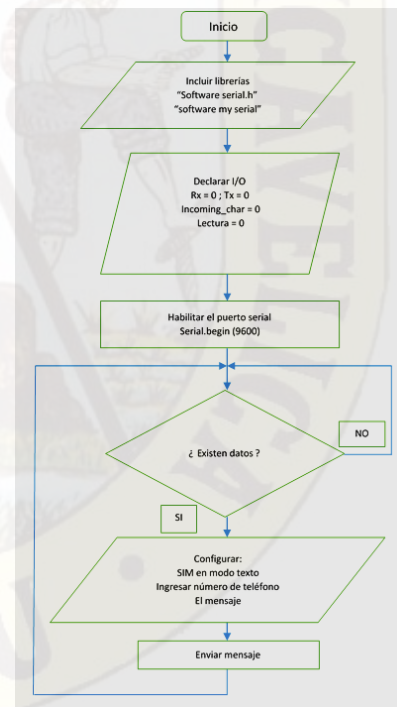 Inicio
Incluir librerías
“Software serial.h”
“software my serial”
Declarar I/O
Rx = 0 ; Tx = 0
Incoming_char = 0
Lectura = 0
Habilitar el puerto serial
Serial.begin (9600)
¿ Existen datos ?
NO
SI
Configurar:
SIM en modo texto
Ingresar número de teléfono
El mensaje
Enviar mensaje